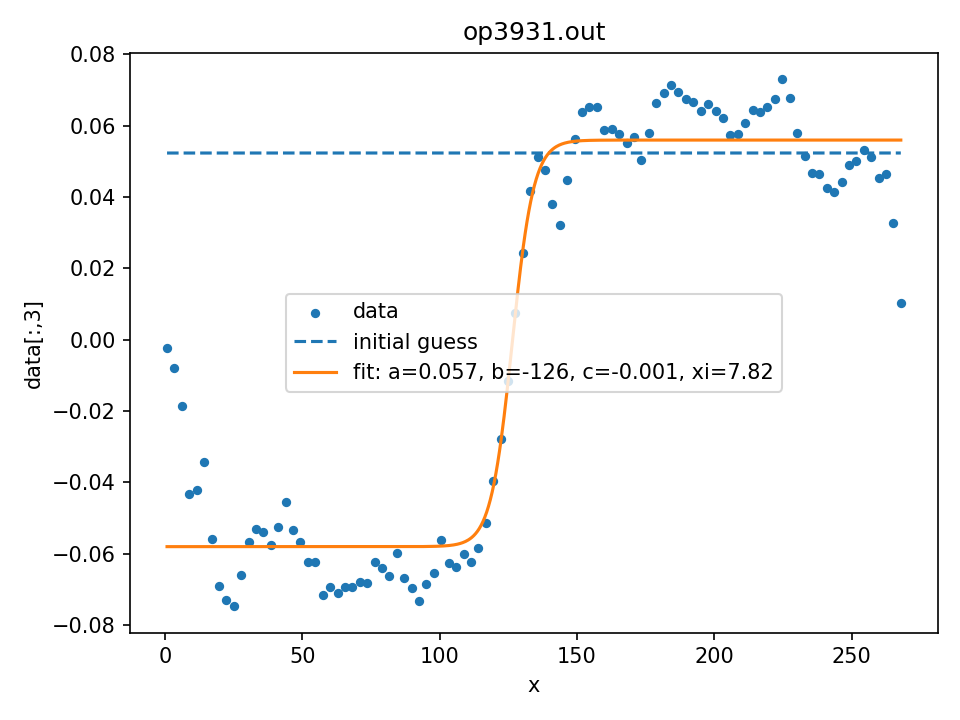 op3931.out
0.08
0.06
0.04
0.02
0.00
−0.02
−0.04
−0.06
−0.08
data[:,3]
data
initial guess
fit: a=0.057, b=-126, c=-0.001, xi=7.82
0 50 100 150 200 250
x